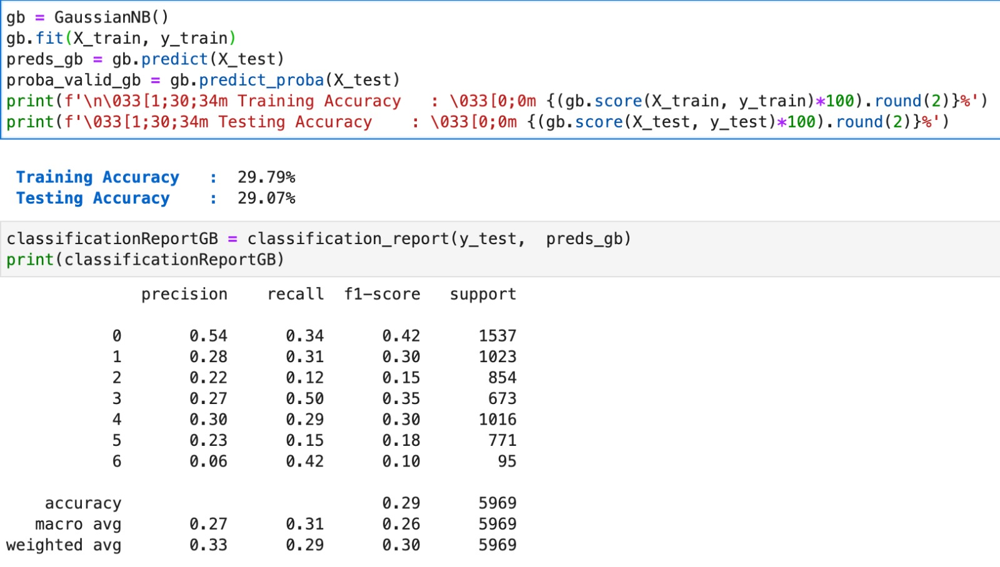 gb = GaussianNB()
gb.fit(X_train, y_train)
preds_gb = gb.predict(X_test)
proba_valid_gb = gb.predict_proba(X_test)
print(f'\n\033[1;30;34m Training Accuracy   : \033[0;0m {(gb.score(X_train, y_train)*100).round(2)}%')
print(f'\033[1;30;34m Testing Accuracy    : \033[0;0m {(gb.score(X_test, y_test)*100).round(2)}%')
Training Accuracy   :  29.79%
Testing Accuracy    :  29.07%
classificationReportGB = classification_report(y_test,  preds_gb)
print(classificationReportGB)
              precision    recall  f1-score   support
           0       0.54      0.34      0.42      1537
           1       0.28      0.31      0.30      1023
           2       0.22      0.12      0.15       854
           3       0.27      0.50      0.35       673
           4       0.30      0.29      0.30      1016
           5       0.23      0.15      0.18       771
           6       0.06      0.42      0.10        95
    accuracy                           0.29      5969
   macro avg       0.27      0.31      0.26      5969
weighted avg       0.33      0.29      0.30      5969